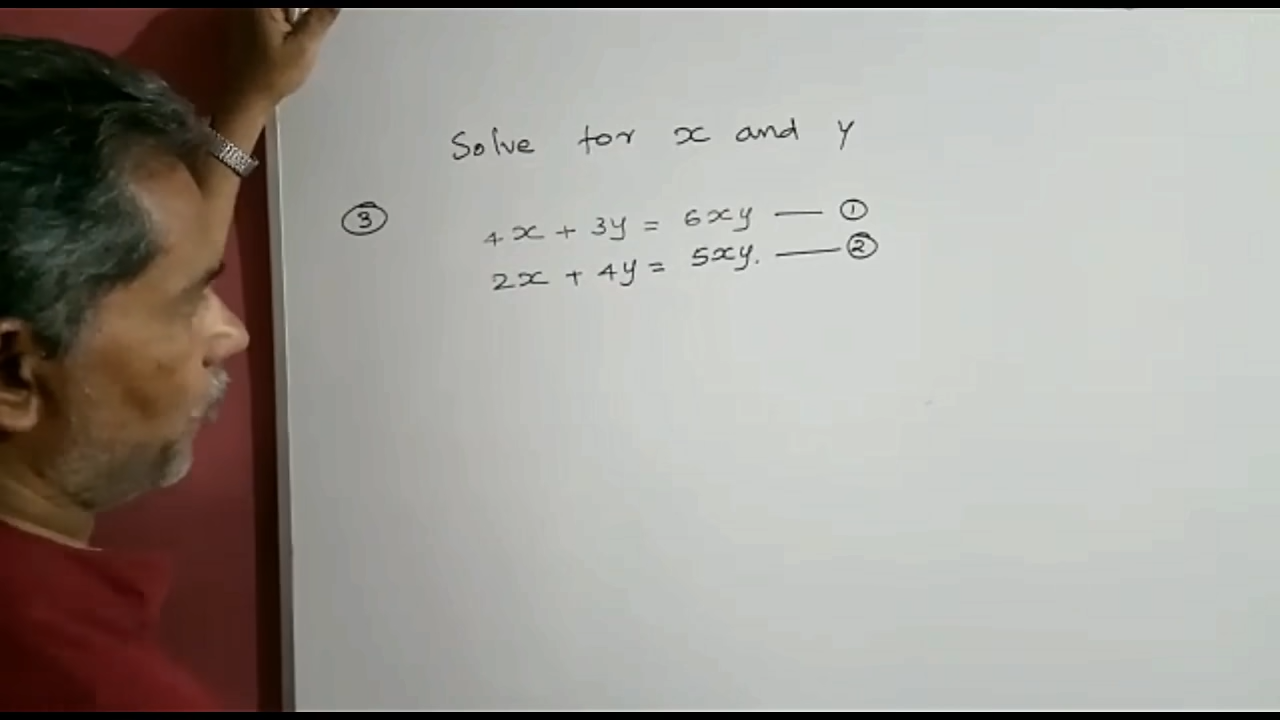 Solve for x and y
③ 4x + 3y = 6xy — ①
2x + 4y = 5xy. — ②